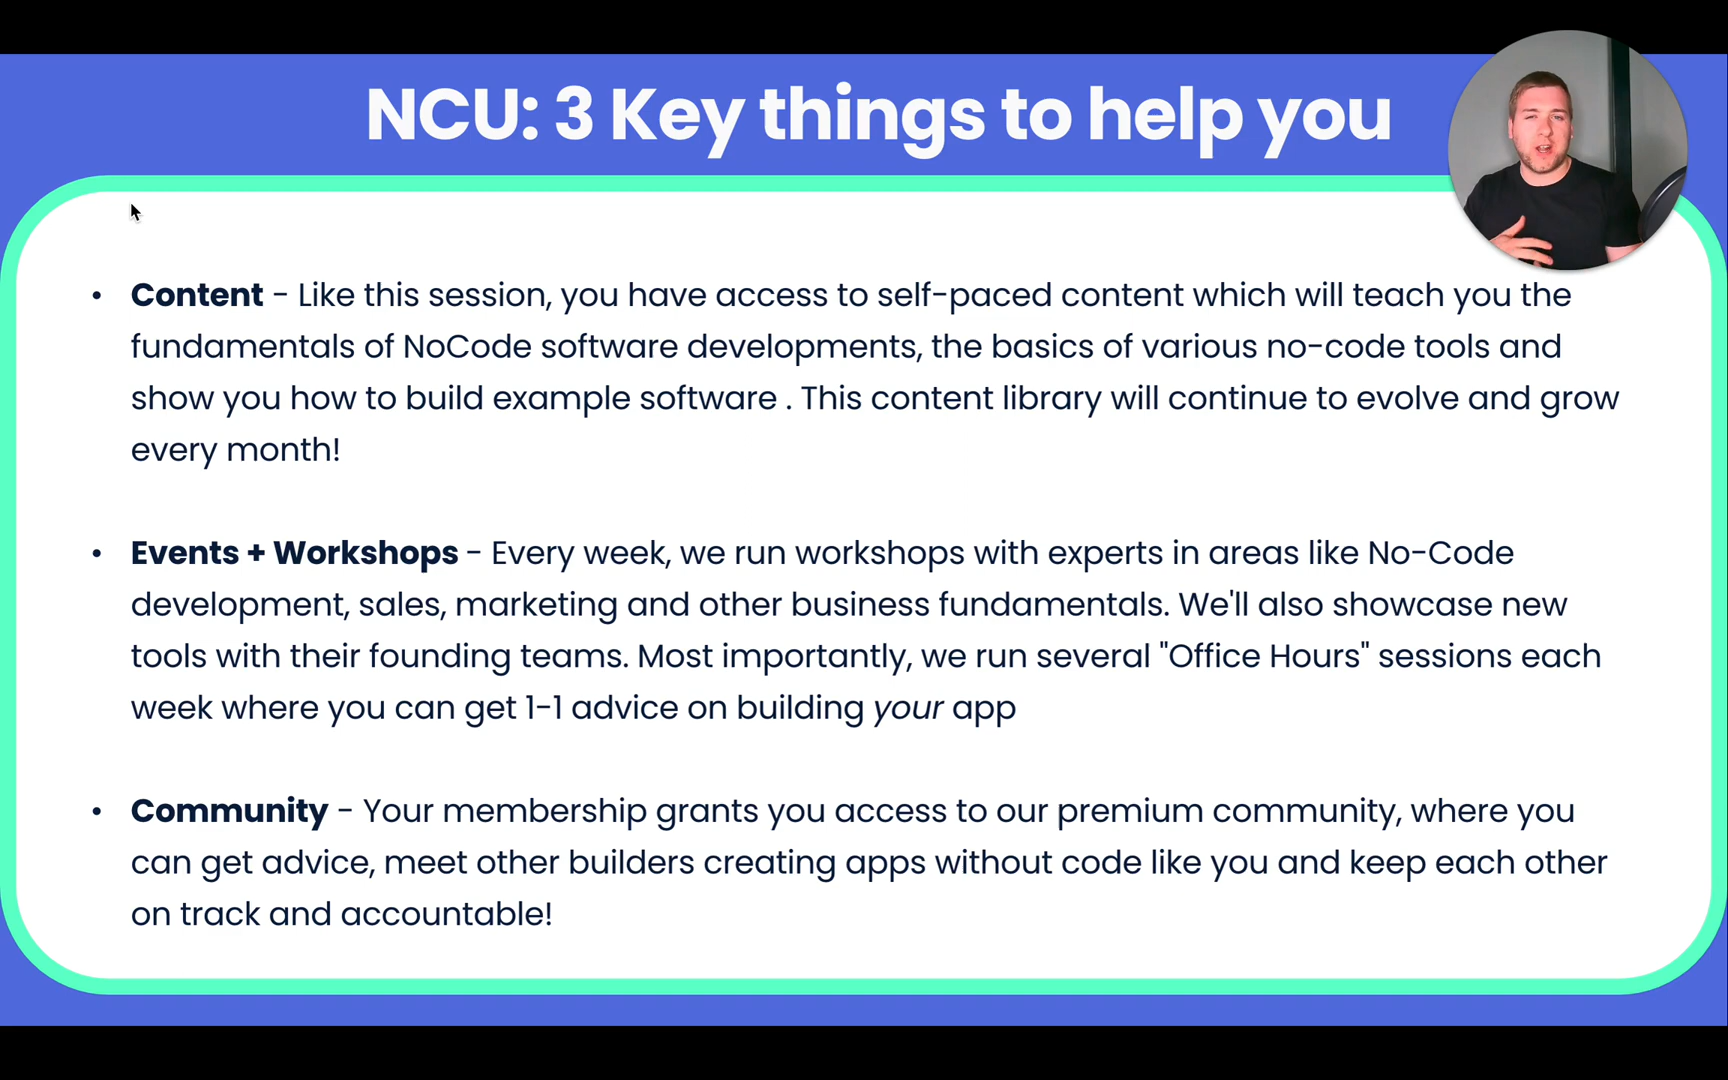 NCU: 3 Key things to help you
• Content - Like this session, you have access to self-paced content which will teach you the
fundamentals of NoCode software developments, the basics of various no-code tools and
show you how to build example software . This content library will continue to evolve and grow
every month!
• Events + Workshops - Every week, we run workshops with experts in areas like No-Code
development, sales, marketing and other business fundamentals. We'll also showcase new
tools with their founding teams. Most importantly, we run several "Office Hours" sessions each
week where you can get 1-1 advice on building your app
• Community - Your membership grants you access to our premium community, where you
can get advice, meet other builders creating apps without code like you and keep each other
on track and accountable!